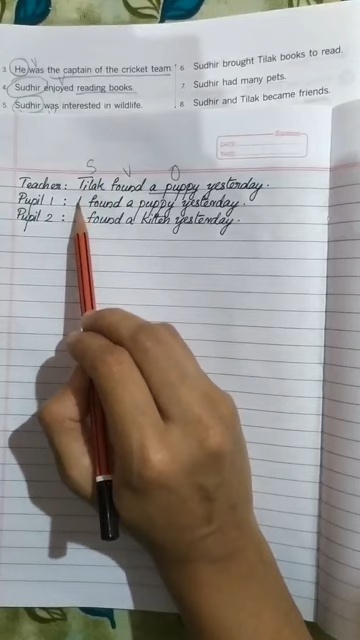 3 He was the captain of the cricket team.
4. Sudhir enjoyed reading books.
5. Sudhir was interested in wildlife.
6 Sudhir brought Tilak books to read.
7. Sudhir had many pets.
8 Sudhir and Tilak became friends.
S V O
Teacher: Tilak found a puppy yesterday.
Pupil 1 : I found a puppy yesterday.
Pupil 2 : I found a kitten yesterday.